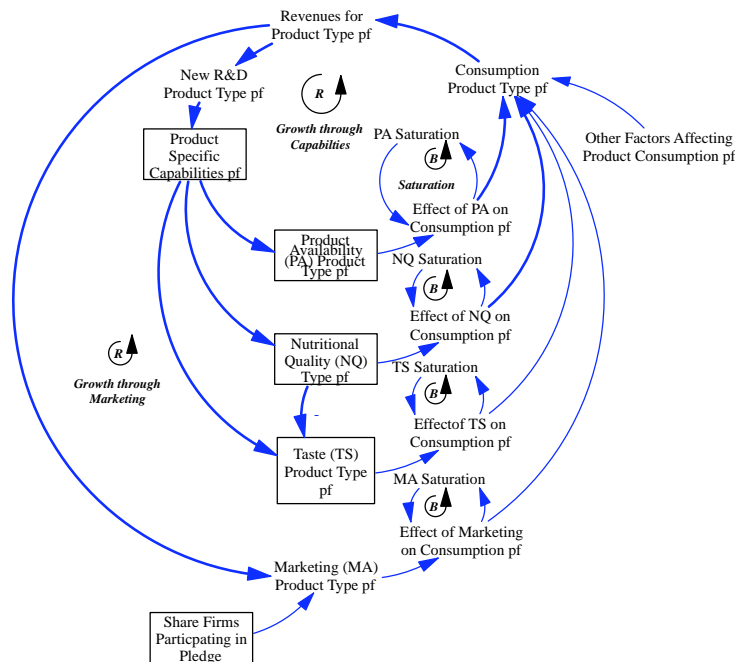 Revenues for
Product Type pf
New R&D
Product Type pf
R
Growth through
Capabilties
Consumption
Product Type pf
Other Factors Affecting
Product Consumption pf
Product
Specific
Capabilities pf
PA Saturation
B
Saturation
Effect of PA on
Consumption pf
Product
Availability
(PA) Product
Type pf
NQ Saturation
B
Effect of NQ on
Consumption pf
Nutritional
Quality (NQ)
Type pf
R
Growth through
Marketing
TS Saturation
B
-
Effectof TS on
Consumption pf
Taste (TS)
Product Type
pf
MA Saturation
B
Effect of Marketing
on Consumption pf
Marketing (MA)
Product Type pf
Share Firms
Particpating in
Pledge